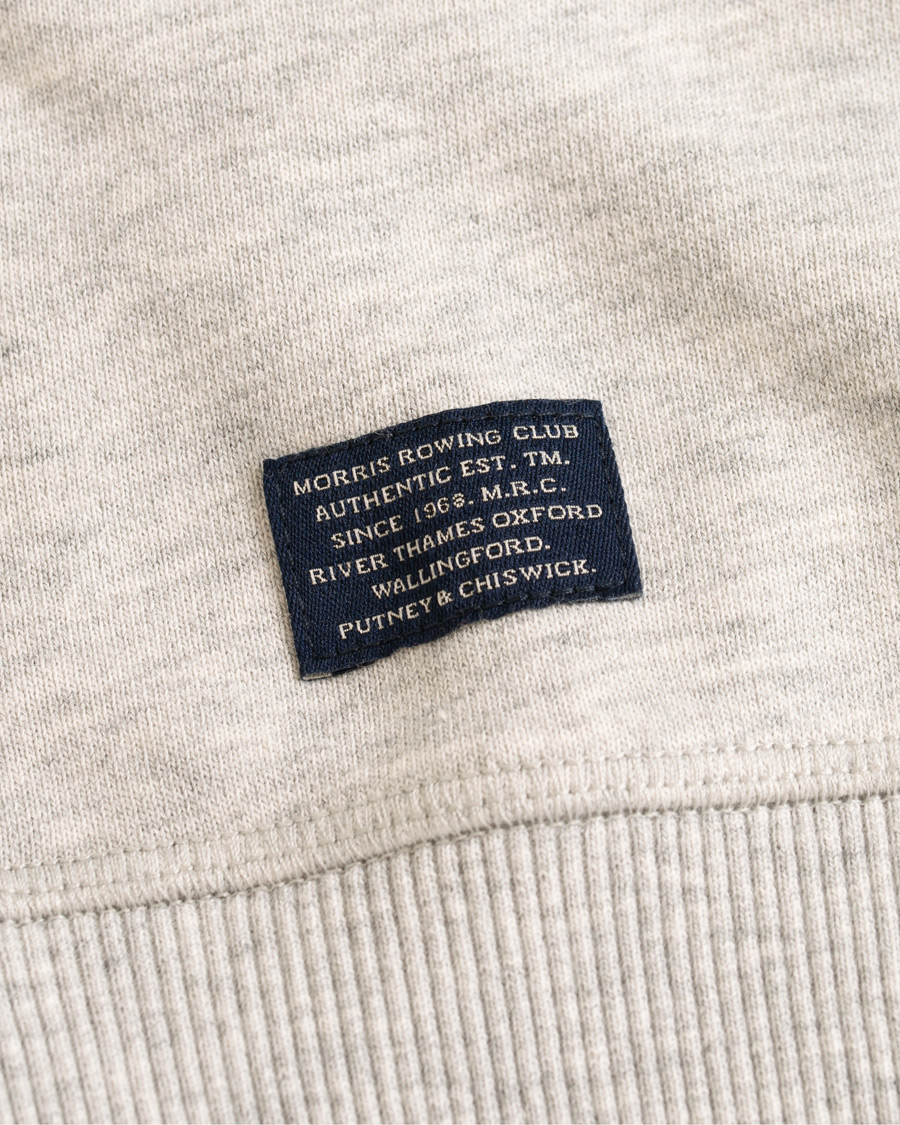 MORRIS ROWING CLUB
AUTHENTIC EST. TM.
SINCE 1968. M.R.C.
RIVER THAMES OXFORD
WALLINGFORD.
PUTNEY & CHISWICK.